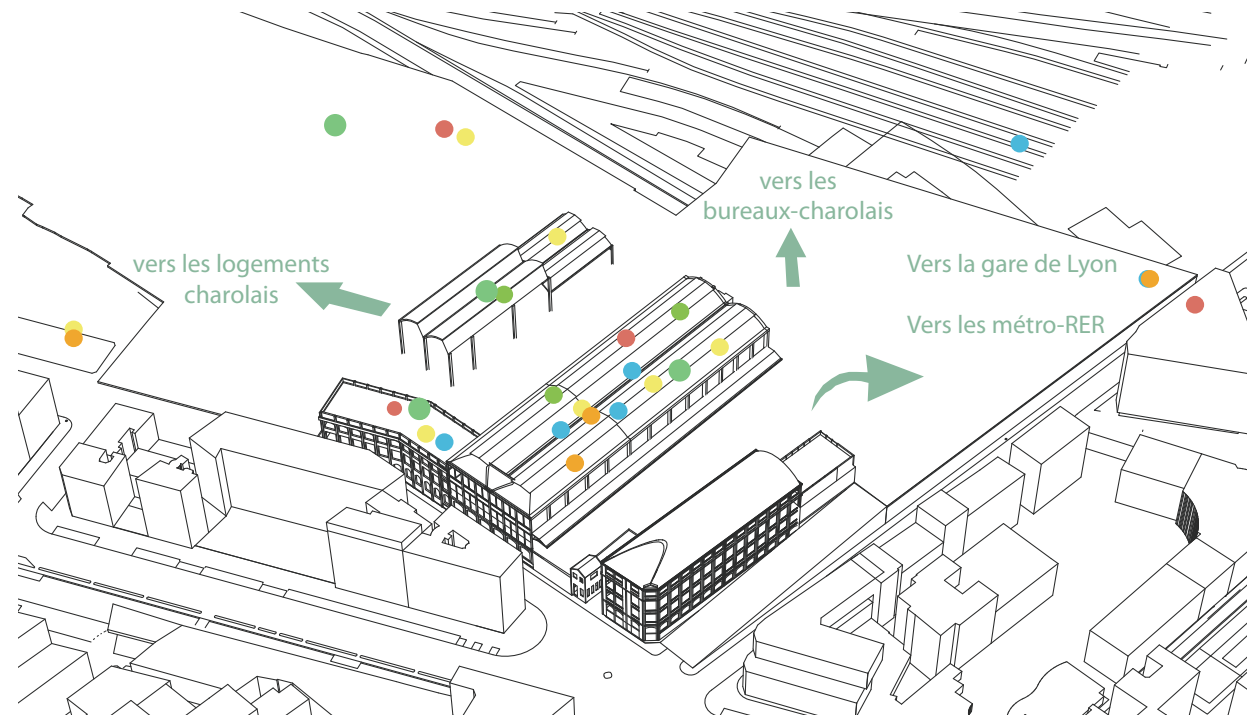 vers les
bureaux-charolais
vers les logements
charolais
Vers la gare de Lyon
Vers les métro-RER